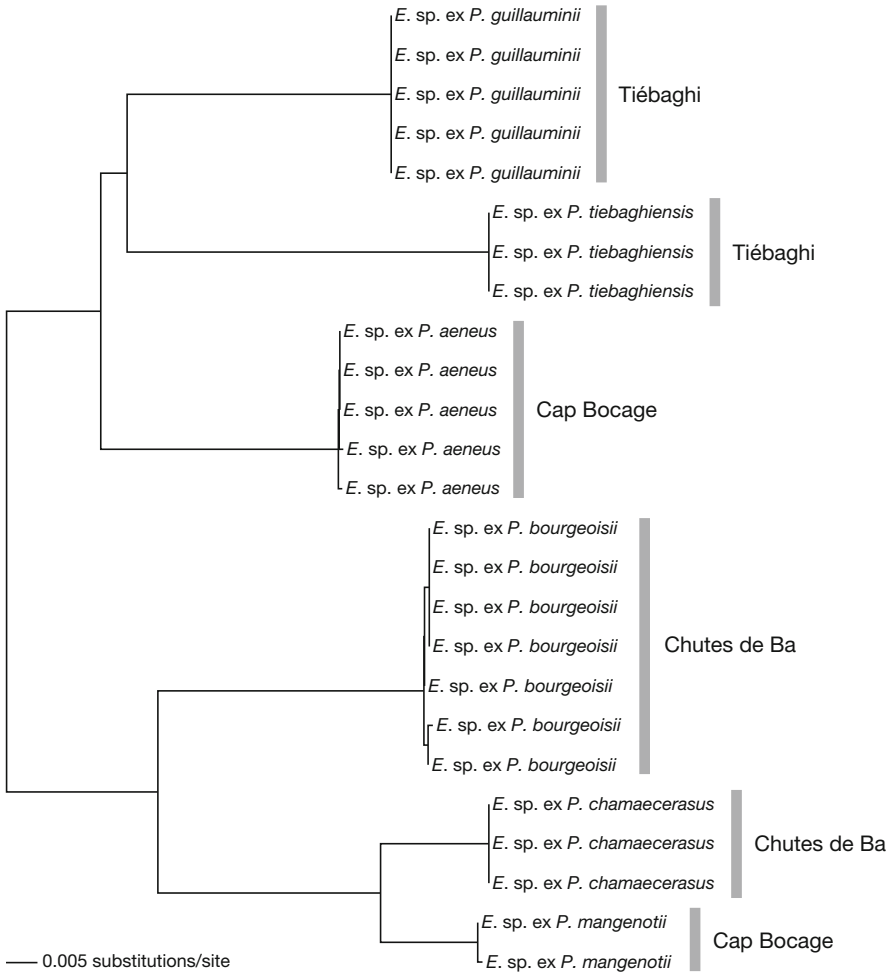 E. sp. ex P. guillauminii
E. sp. ex P. guillauminii
E. sp. ex P. guillauminii
E. sp. ex P. guillauminii
E. sp. ex P. guillauminii
Tiébaghi
E. sp. ex P. tiebaghiensis
E. sp. ex P. tiebaghiensis
E. sp. ex P. tiebaghiensis
Tiébaghi
E. sp. ex P. aeneus
E. sp. ex P. aeneus
E. sp. ex P. aeneus
E. sp. ex P. aeneus
E. sp. ex P. aeneus
Cap Bocage
E. sp. ex P. bourgeoisii
E. sp. ex P. bourgeoisii
E. sp. ex P. bourgeoisii
E. sp. ex P. bourgeoisii
E. sp. ex P. bourgeoisii
E. sp. ex P. bourgeoisii
E. sp. ex P. bourgeoisii
Chutes de Ba
E. sp. ex P. chamaecerasus
E. sp. ex P. chamaecerasus
E. sp. ex P. chamaecerasus
Chutes de Ba
E. sp. ex P. mangenotii
E. sp. ex P. mangenotii
Cap Bocage
0.005 substitutions/site